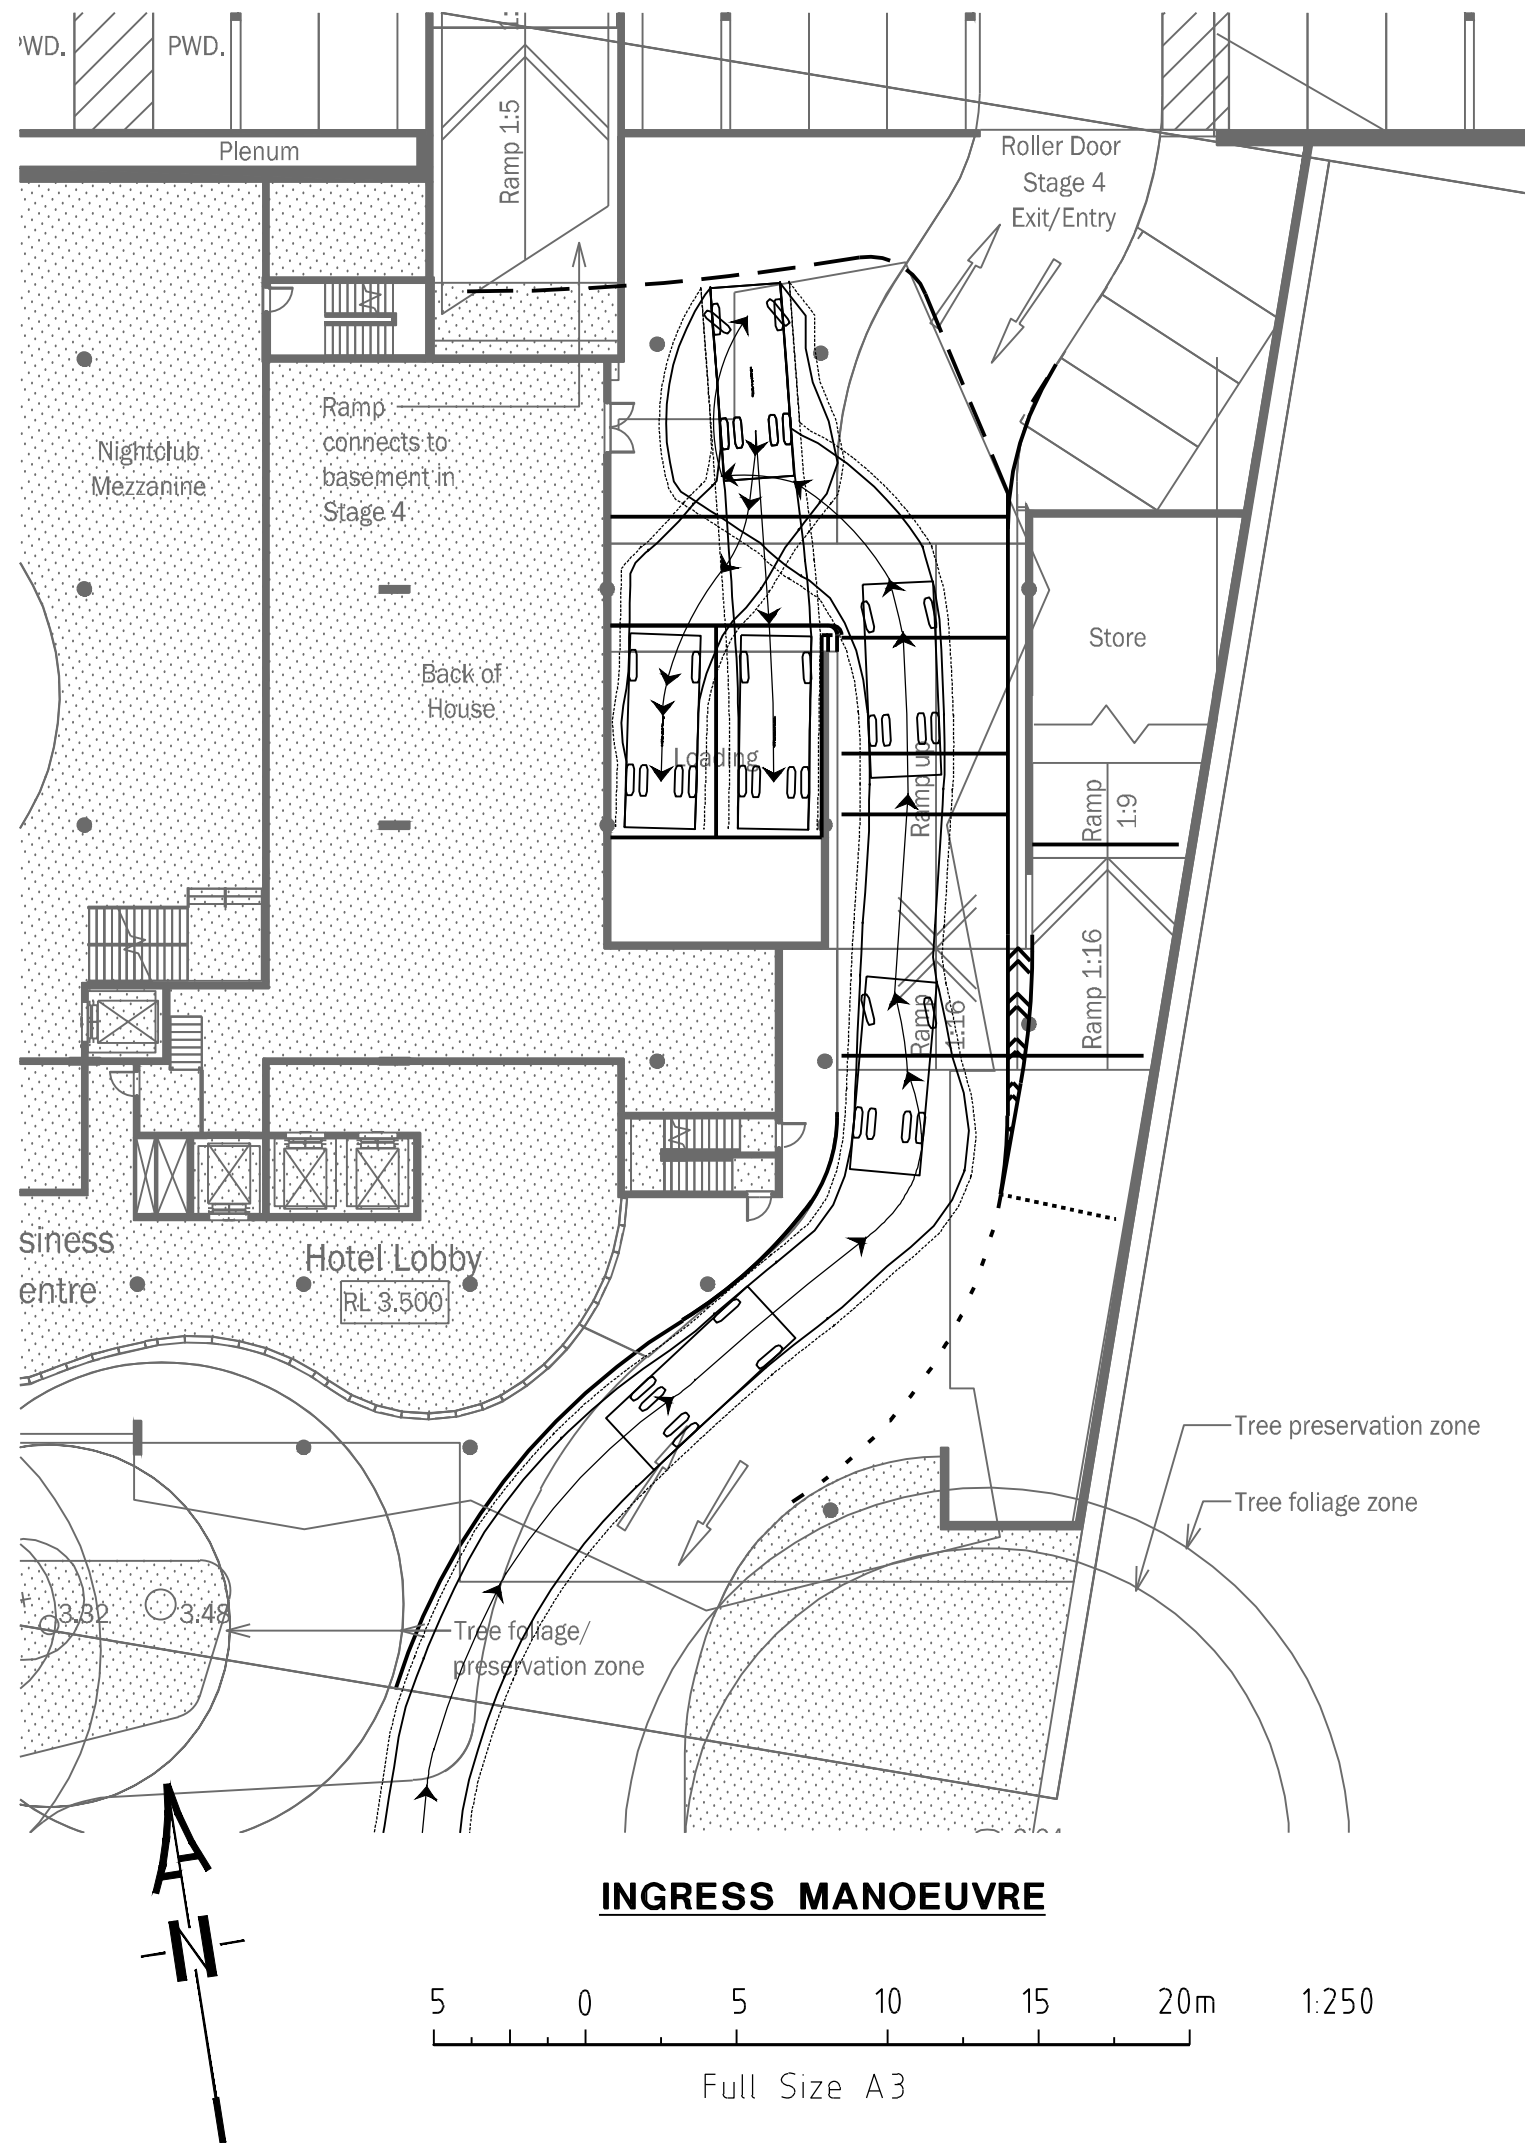 PWD.
Ramp 1:5
Plenum
Roller Door
Stage 4
Exit/Entry
Ramp
connects to
basement in
Stage 4
Nightclub
Mezzanine
Back of
House
Store
Loading
Ramp up
Ramp
1:9
Ramp
1:16
Ramp 1:16
siness
entre
Hotel Lobby
RL 3.500
Tree preservation zone
Tree foliage zone
3.32
3.48
Tree foliage/
preservation zone
N
INGRESS MANOEUVRE
5 0 5 10 15 20m 1:250
Full Size A3